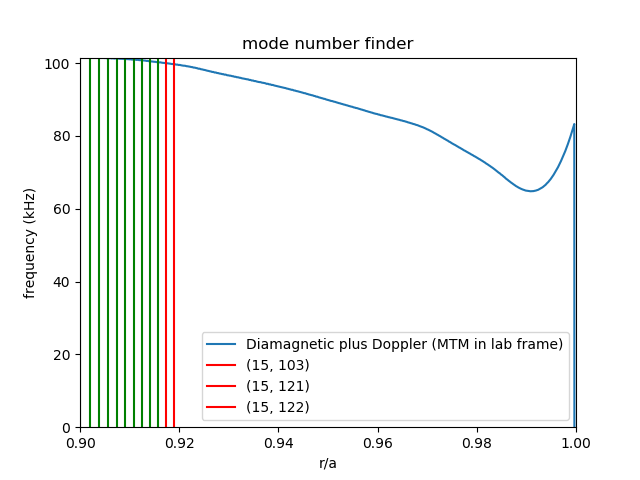 mode number finder
100
80
60
40
20
0
frequency (kHz)
Diamagnetic plus Doppler (MTM in lab frame)
(15, 103)
(15, 121)
(15, 122)
0.90 0.92 0.94 0.96 0.98 1.00
r/a